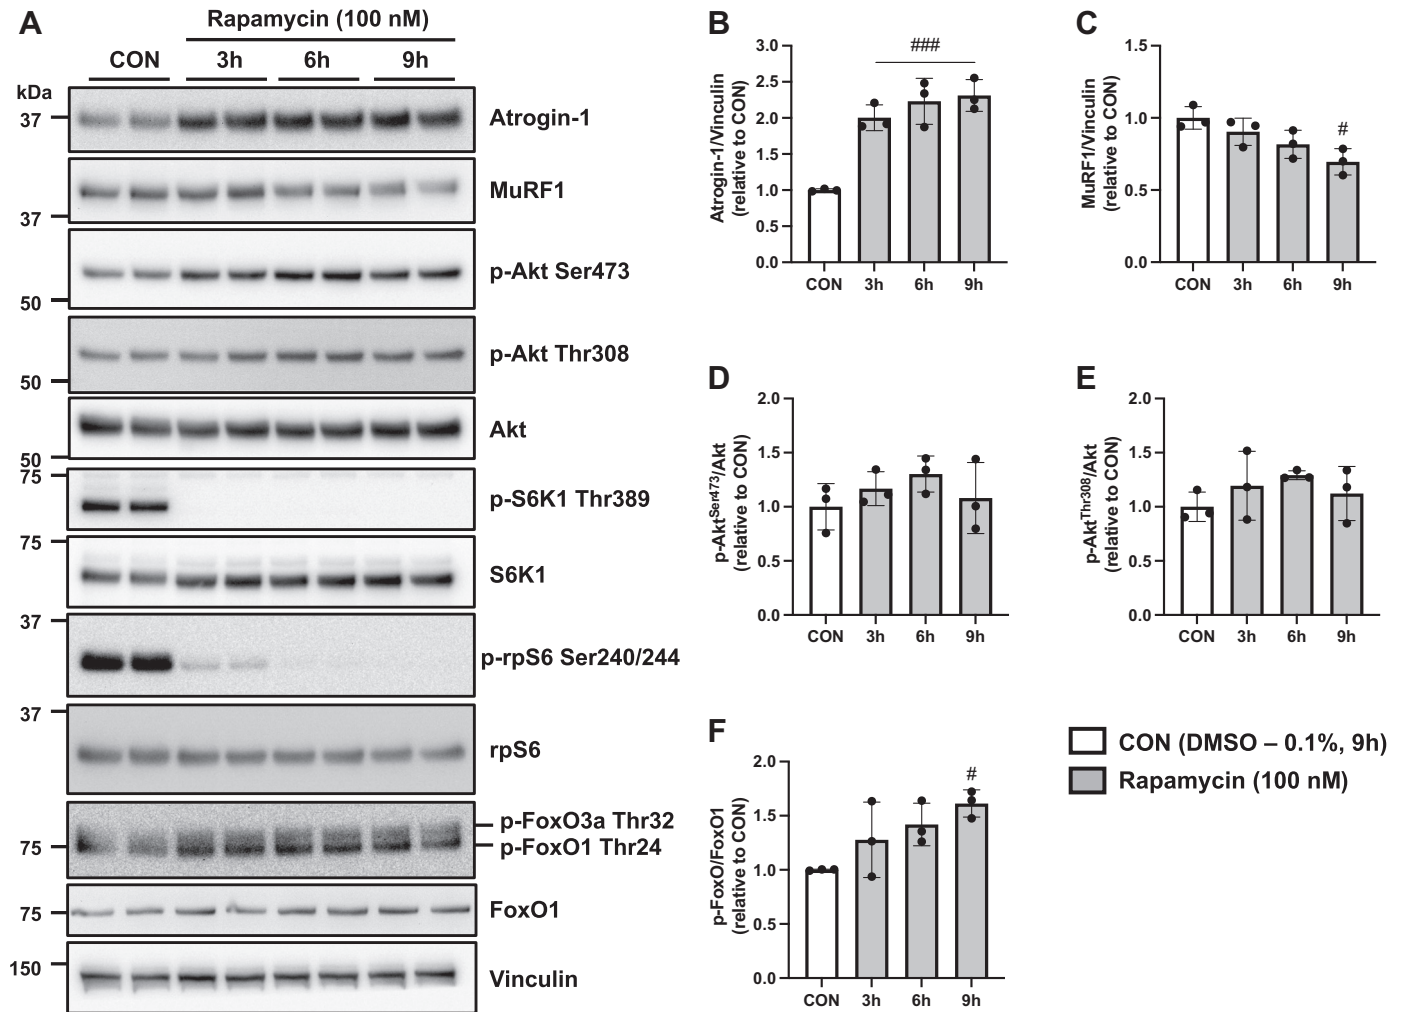 A
Rapamycin (100 nM)
CON 3h 6h 9h
kDa
37 Atrogin-1
MuRF1
37
p-Akt Ser473
50
p-Akt Thr308
50
Akt
50
75
p-S6K1 Thr389
75
S6K1
37
p-rpS6 Ser240/244
37
rpS6
p-FoxO3a Thr32
75 p-FoxO1 Thr24
75 FoxO1
150
Vinculin
B
Atrogin-1/Vinculin
(relative to CON)
3.0
2.5
2.0
1.5
1.0
0.5
0.0
###
CON 3h 6h 9h
C
MuRF1/Vinculin
(relative to CON)
1.5
1.0
0.5
0.0
#
CON 3h 6h 9h
D
p-AktSer473/Akt
(relative to CON)
2.0
1.5
1.0
0.5
0.0
CON 3h 6h 9h
E
p-AktThr308/Akt
(relative to CON)
2.0
1.5
1.0
0.5
0.0
CON 3h 6h 9h
F
p-FoxO/FoxO1
(relative to CON)
2.0
1.5
1.0
0.5
0.0
#
CON 3h 6h 9h
CON (DMSO – 0.1%, 9h)
Rapamycin (100 nM)